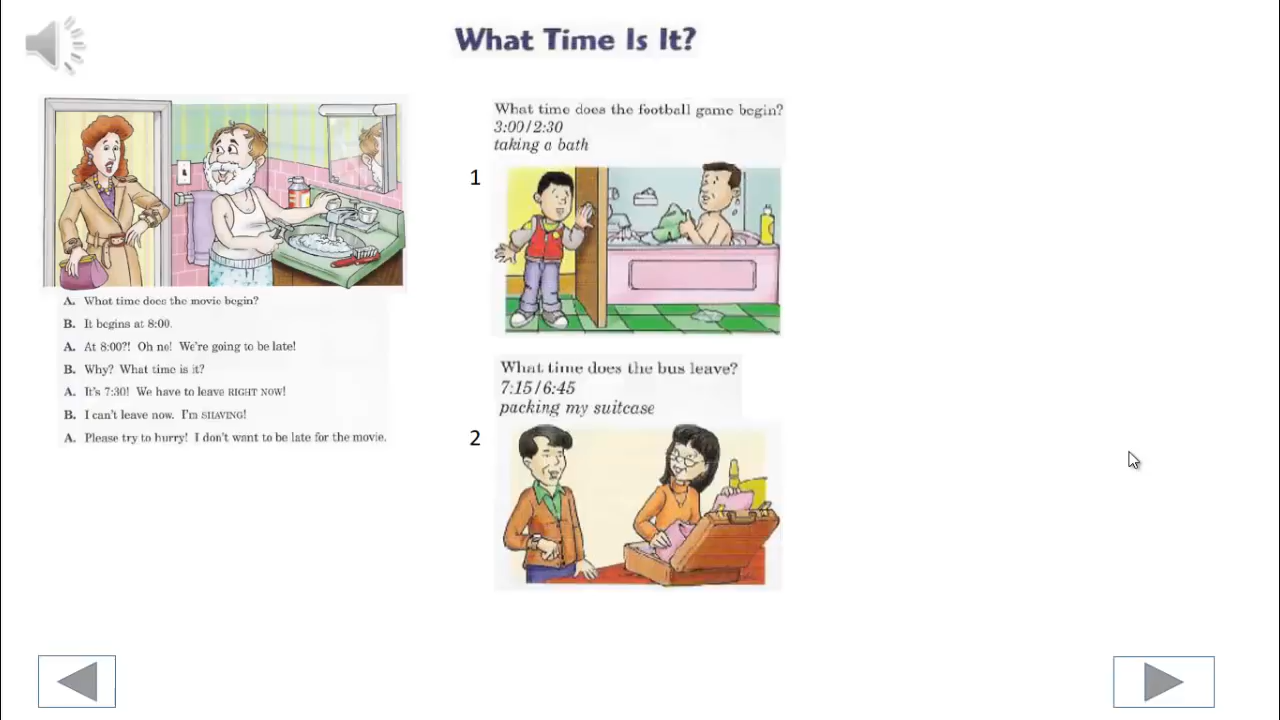 What Time Is It?
A. What time does the movie begin?
B. It begins at 8:00.
A. At 8:00?! Oh no! We're going to be late!
B. Why? What time is it?
A. It's 7:30! We have to leave RIGHT NOW!
B. I can't leave now. I'm SHAVING!
A. Please try to hurry! I don't want to be late for the movie.
What time does the football game begin?
3:00/2:30
taking a bath
1
What time does the bus leave?
7:15/6:45
packing my suitcase
2